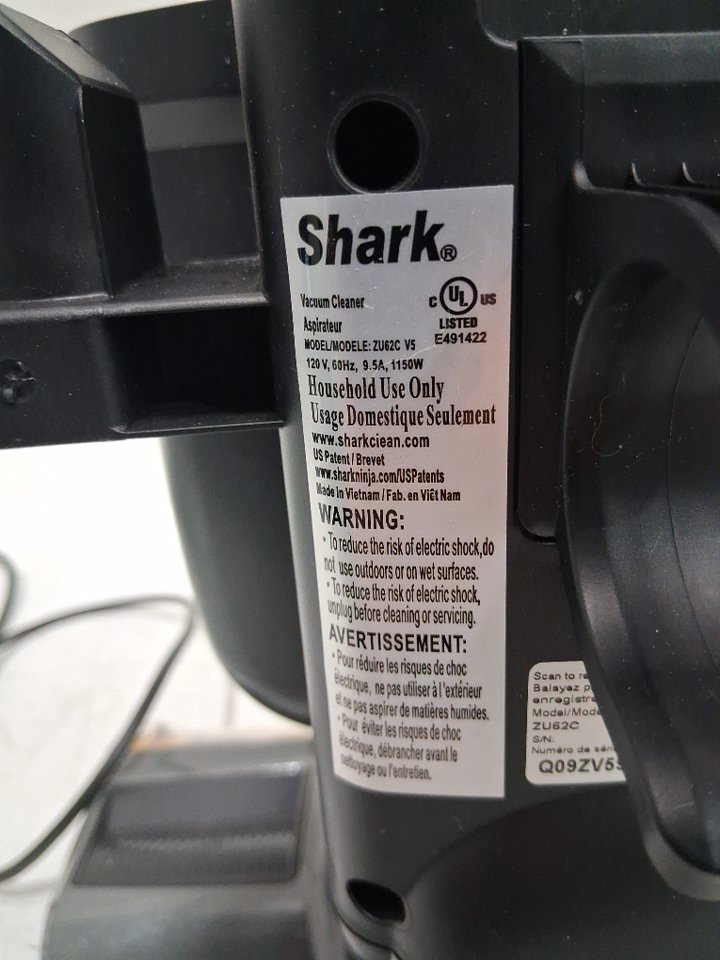 Shark®
Vacuum Cleaner
Aspirateur
C UL US
LISTED
E491422
MODEL/MODELE: ZU62C V5
120 V, 60Hz, 9.5A, 1150W
Household Use Only
Usage Domestique Seulement
www.sharkclean.com
US Patent / Brevet
www.sharkninja.com/USPatents
Made In Vietnam / Fab. en Viêt Nam
WARNING:
• To reduce the risk of electric shock,do
not use outdoors or on wet surfaces.
• To reduce the risk of electric shock,
unplug before cleaning or servicing.
AVERTISSEMENT:
• Pour réduire les risques de choc
électrique, ne pas utiliser à l'extérieur
et ne pas aspirer de matières humides.
• Pour éviter les risques de choc
électrique, débrancher avant le
nettoyage ou l'entretien.
Scan to
Balayez
Model/
ZU62C
S/N:
Numéro de
Q09ZV5